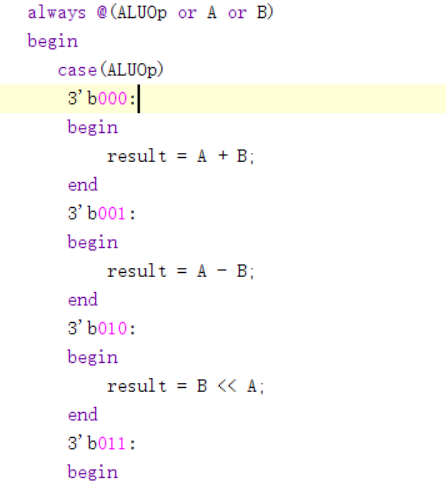 always @(ALUOp or A or B)
begin
case(ALUOp)
3'b000:
begin
result = A + B;
end
3'b001:
begin
result = A - B;
end
3'b010:
begin
result = B << A;
end
3'b011:
begin